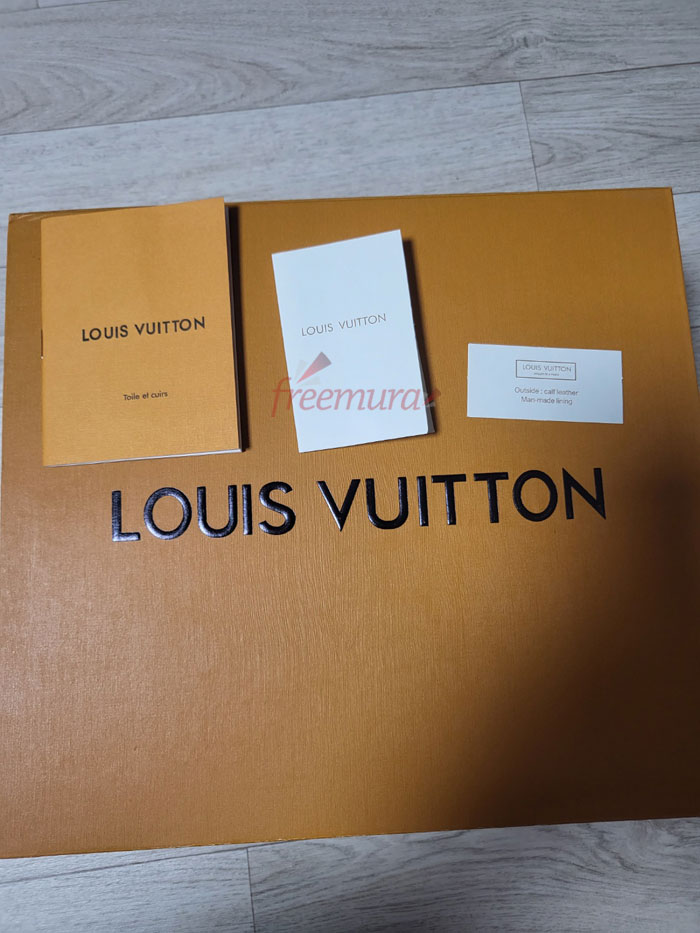 LOUIS VUITTON
Toile et cuirs
LOUIS VUITTON
LOUIS VUITTON
Outside : calf leather
Man-made lining
freemura
LOUIS VUITTON